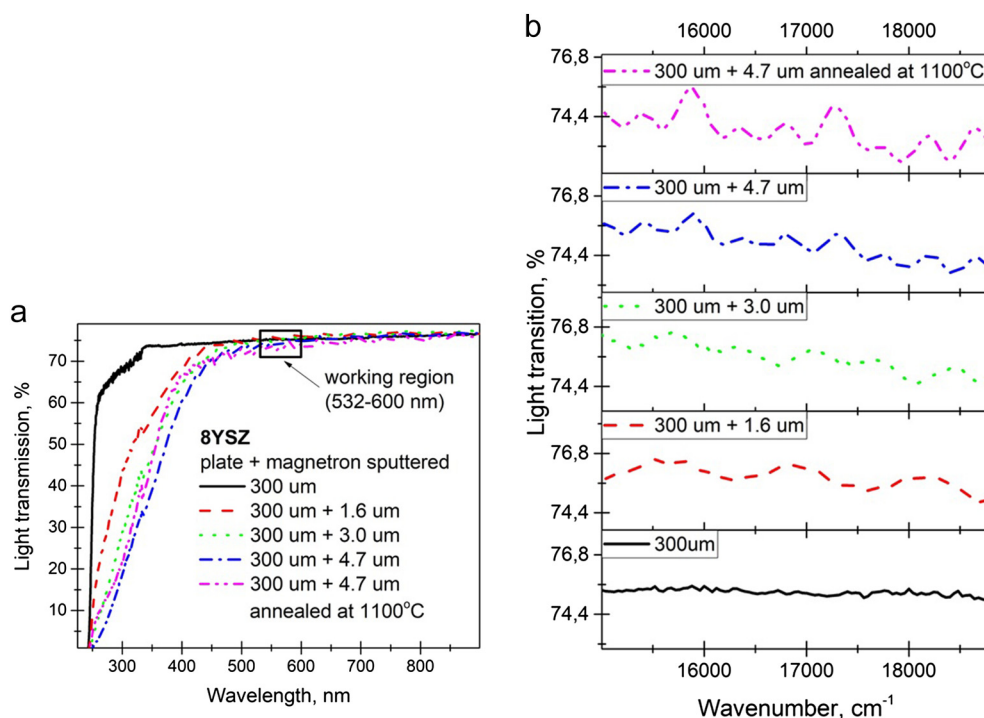 a
Light transmission, %
70
60
50
40
30
20
10
300 400 500 600 700 800
Wavelength, nm
working region
(532-600 nm)
8YSZ
plate + magnetron sputtered
300 um
300 um + 1.6 um
300 um + 3.0 um
300 um + 4.7 um
300 um + 4.7 um
annealed at 1100°C
b
16000 17000 18000
Light transition, %
76,8
300 um + 4.7 um annealed at 1100°C
74,4
76,8
300 um + 4.7 um
74,4
300 um + 3.0 um
76,8
74,4
300 um + 1.6 um
76,8
74,4
300um
76,8
74,4
16000 17000 18000
Wavenumber, cm⁻¹